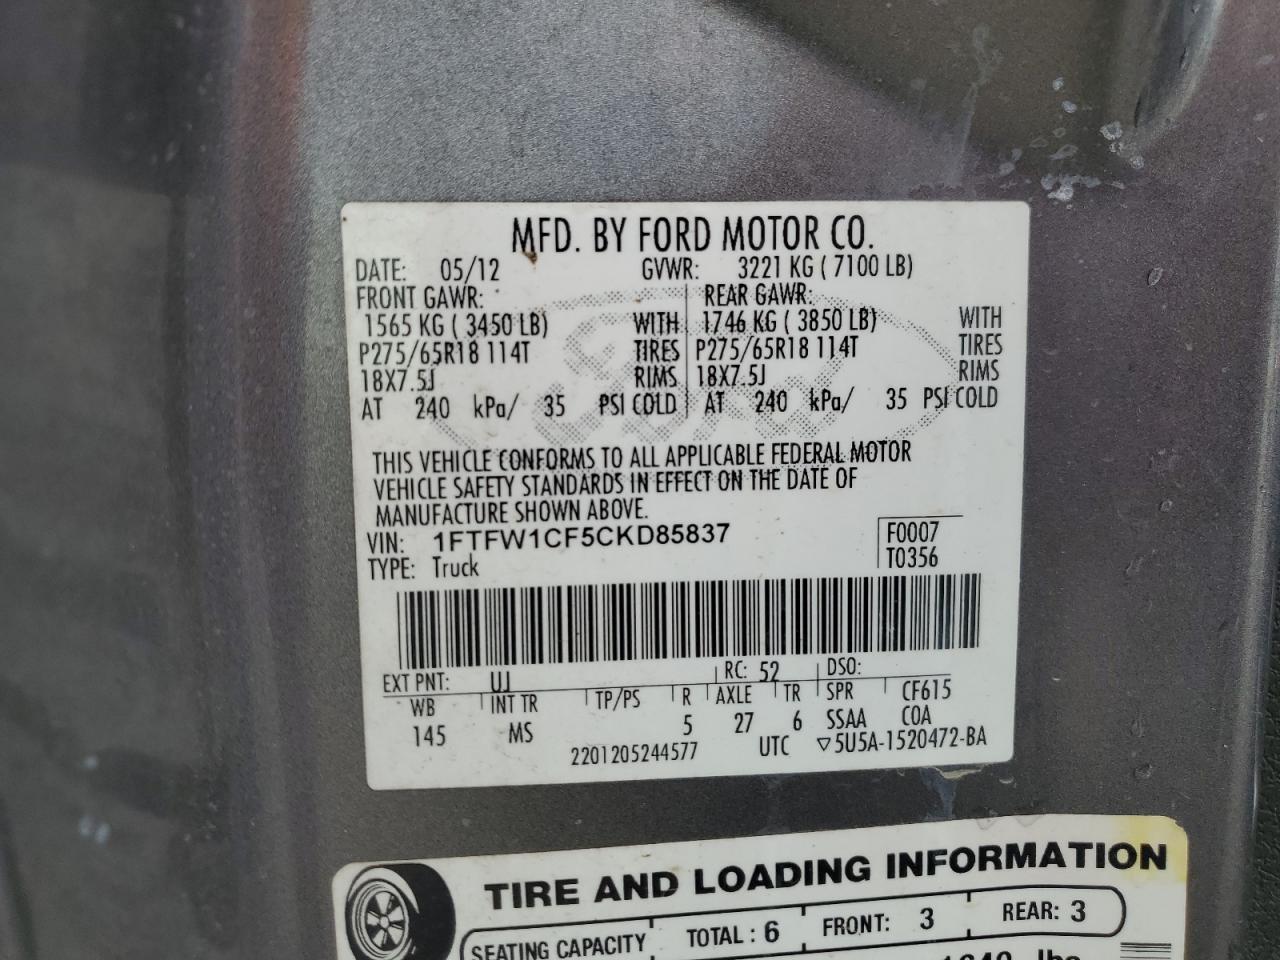 MFD. BY FORD MOTOR CO.
DATE: 05/12 GVWR: 3221 KG ( 7100 LB)
FRONT GAWR: REAR GAWR:
1565 KG ( 3450 LB) WITH 1746 KG ( 3850 LB) WITH
P275/65R18 114T TIRES P275/65R18 114T TIRES
18X7.5J RIMS 18X7.5J RIMS
AT 240 kPa/ 35 PSI COLD AT 240 kPa/ 35 PSI COLD
Ford
THIS VEHICLE CONFORMS TO ALL APPLICABLE FEDERAL MOTOR
VEHICLE SAFETY STANDARDS IN EFFECT ON THE DATE OF
MANUFACTURE SHOWN ABOVE.
VIN: 1FTFW1CF5CKD85837 F0007
TYPE: Truck T0356
EXT PNT: UJ RC: 52 DSO:
WB INT TR TP/PS R AXLE TR SPR CF615
145 MS 5 27 6 SSAA COA
2201205244577 UTC ▽5U5A-1520472-BA
TIRE AND LOADING INFORMATION
SEATING CAPACITY TOTAL : 6 FRONT: 3 REAR: 3